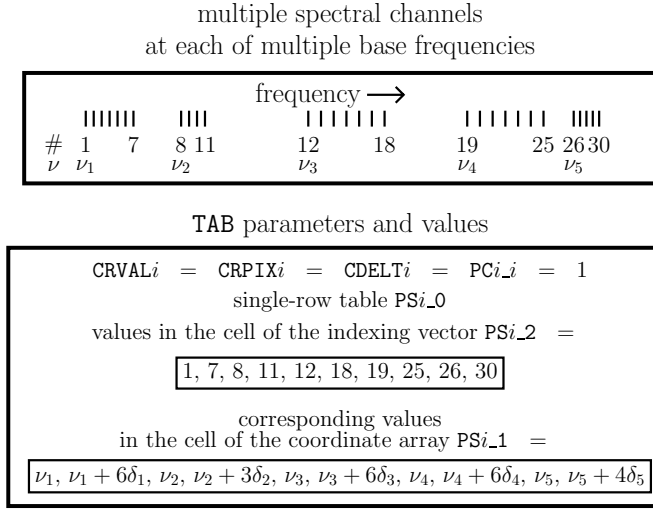 multiple spectral channels
at each of multiple base frequencies
frequency ⟶
# 1 7 8 11 12 18 19 25 26 30
ν ν₁ ν₂ ν₃ ν₄ ν₅
TAB parameters and values
CRVALi = CRPIXi = CDELTi = PCi_i = 1
single-row table PSi_0
values in the cell of the indexing vector PSi_2 =
1, 7, 8, 11, 12, 18, 19, 25, 26, 30
corresponding values
in the cell of the coordinate array PSi_1 =
ν₁, ν₁ + 6δ₁, ν₂, ν₂ + 3δ₂, ν₃, ν₃ + 6δ₃, ν₄, ν₄ + 6δ₄, ν₅, ν₅ + 4δ₅